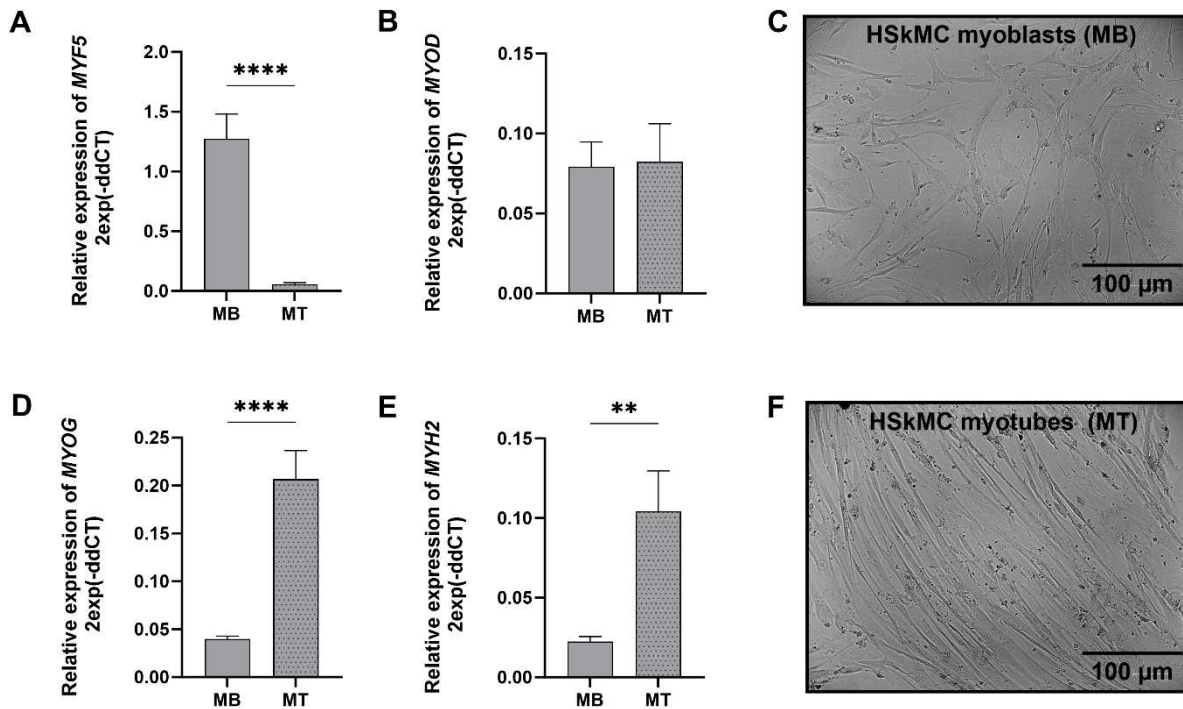 A
Relative expression of MYF5
2exp(-ddCT)
2.0
1.5
1.0
0.5
0.0
****
MB MT
B
Relative expression of MYOD
2exp(-ddCT)
0.15
0.10
0.05
0.00
MB MT
C
HSkMC myoblasts (MB)
100 µm
D
Relative expression of MYOG
2exp(-ddCT)
0.25
0.20
0.15
0.10
0.05
0.00
****
MB MT
E
Relative expression of MYH2
2exp(-ddCT)
0.15
0.10
0.05
0.00
**
MB MT
F
HSkMC myotubes (MT)
100 µm